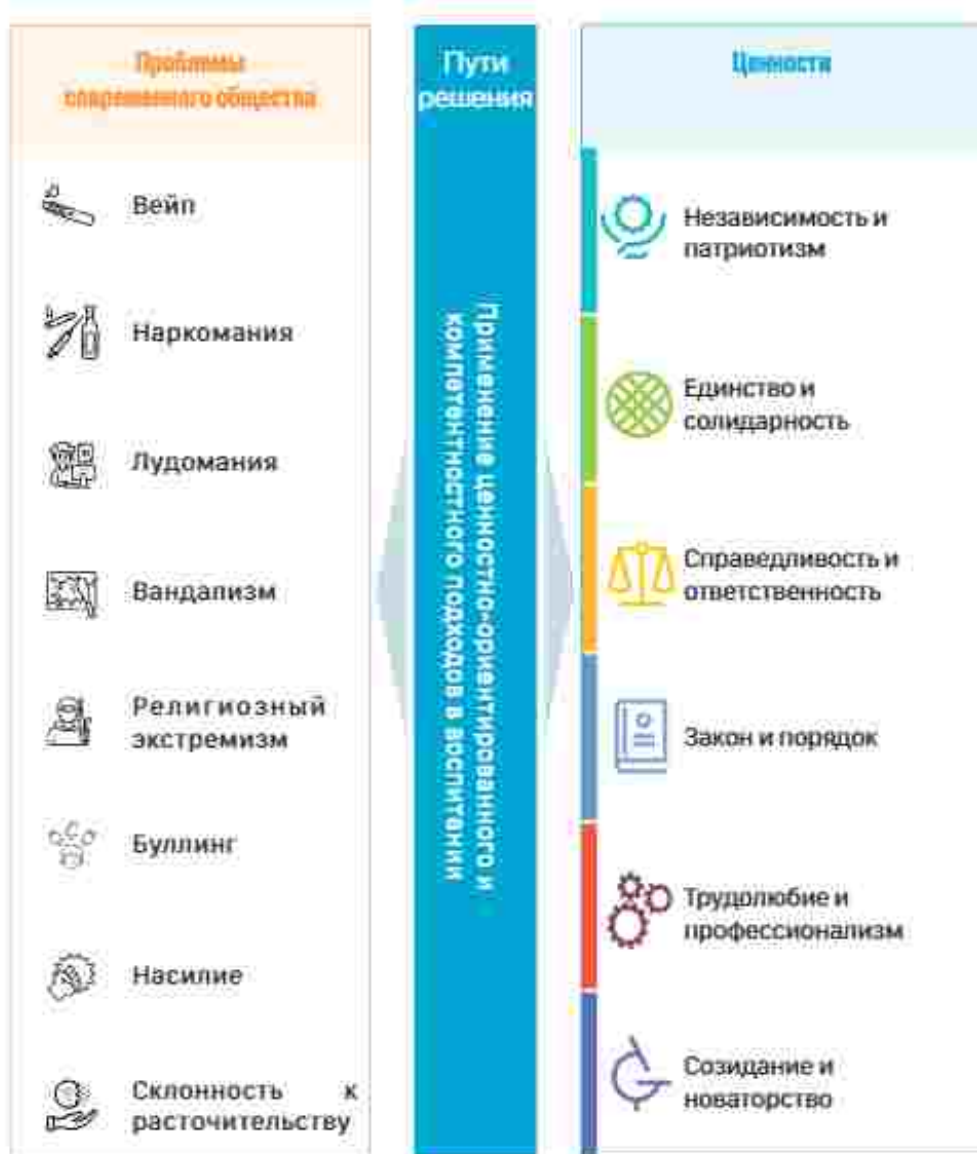 Проблемы
современного общества
Вейп
Наркомания
Лудомания
Вандализм
Религиозный
экстремизм
Буллинг
Насилие
Склонность к
расточительству
Пути
решения
Применение ценностно-ориентированного и
компетентностного подходов в воспитении
Ценности
Независимость и
патриотизм
Единство и
солидарность
Справедливость и
ответственность
Закон и порядок
Трудолюбие и
профессионализм
Созидание и
новаторство